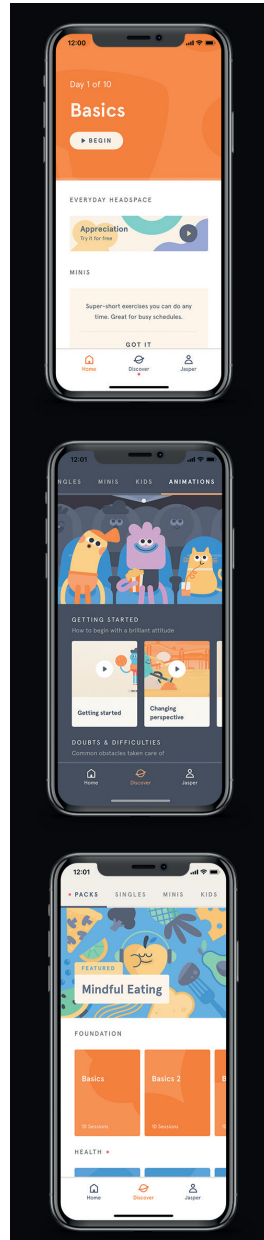 12:00
Day 1 of 10
Basics
BEGIN
EVERYDAY HEADSPACE
Appreciation
Try it for free
MINIS
Super-short exercises you can do any
time. Great for busy schedules.
GOT IT
Home Discover Jasper
12:01
NGLES MINIS KIDS ANIMATIONS
GETTING STARTED
How to begin with a brilliant attitude
Getting started
Changing
perspective
DOUBTS & DIFFICULTIES
Common obstacles taken care of
Home Discover Jasper
12:01
PACKS SINGLES MINIS KIDS
FEATURED
Mindful Eating
FOUNDATION
Basics Basics 2 B
10 Sessions 10 Sessions
HEALTH
Home Discover Jasper